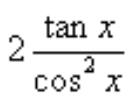 2 tan x / cos² x